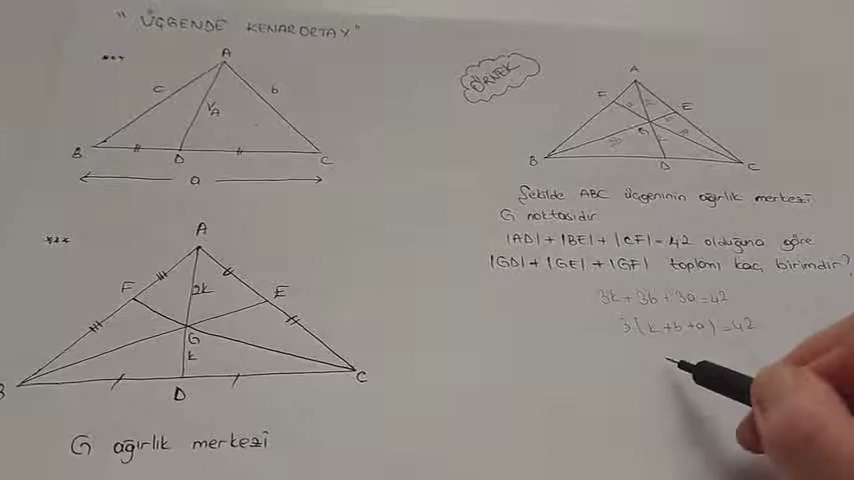 "ÜÇGENDE KENARORTAY"
***
A
c
b
VA
B
D
C
a
***
A
F
2k
E
G
k
B
D
C
G ağırlık merkezi
ÖRNEK
A
F
E
G
B
D
C
Şekilde ABC üçgeninin ağırlık merkezi
G noktasıdır
|AD|+|BE|+|CF|=42 olduğuna göre
|GD|+|GE|+|GF| toplamı kaç birimdir?
3k+3b+3a=42
3(k+b+a)=42